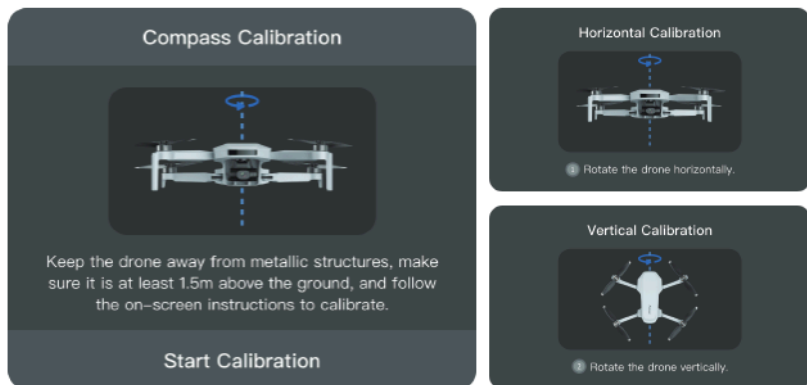 Compass Calibration
Keep the drone away from metallic structures, make
sure it is at least 1.5m above the ground, and follow
the on-screen instructions to calibrate.
Start Calibration
Horizontal Calibration
1 Rotate the drone horizontally.
Vertical Calibration
2 Rotate the drone vertically.